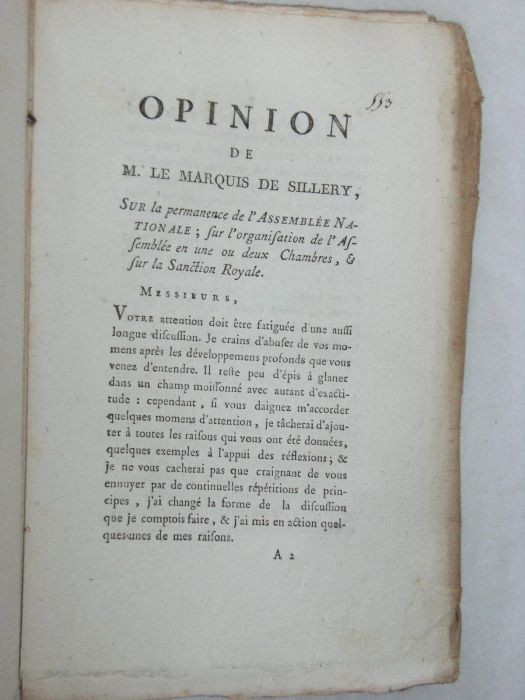 553
OPINION
DE
M. LE MARQUIS DE SILLERY,
SUR la permanence de l'ASSEMBLÉE NA-
TIONALE ; ſur l'organiſation de l'Aſ-
ſemblée en une ou deux Chambres, &
ſur la Sanction Royale.
MESSIEURS,
VOTRE attention doit être fatiguée d'une auſſi
longue diſcuſſion. Je crains d'abuſer de vos mo-
mens après les développemens profonds que vous
venez d'entendre. Il reſte peu d'épis à glaner
dans un champ moiſſonné avec autant d'exacti-
tude : cependant, ſi vous daignez m'accorder
quelques momens d'attention, je tâcherai d'ajou-
ter à toutes les raiſons qui vous ont été données,
quelques exemples à l'appui des réflexions ; &
je ne vous cacherai pas que craignant de vous
ennuyer par de continuelles répétitions de prin-
cipes, j'ai changé la forme de la diſcuſſion
que je comptois faire, & j'ai mis en action quel-
ques-unes de mes raiſons.
A 2